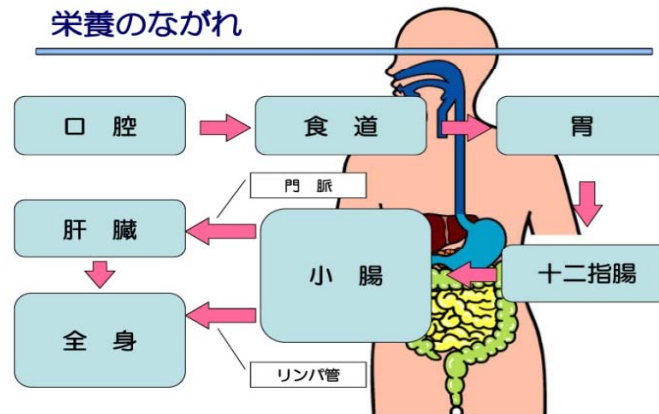 栄養のながれ
口 腔
食 道
胃
門 脈
肝 臓
小 腸
十二指腸
全 身
リンパ管